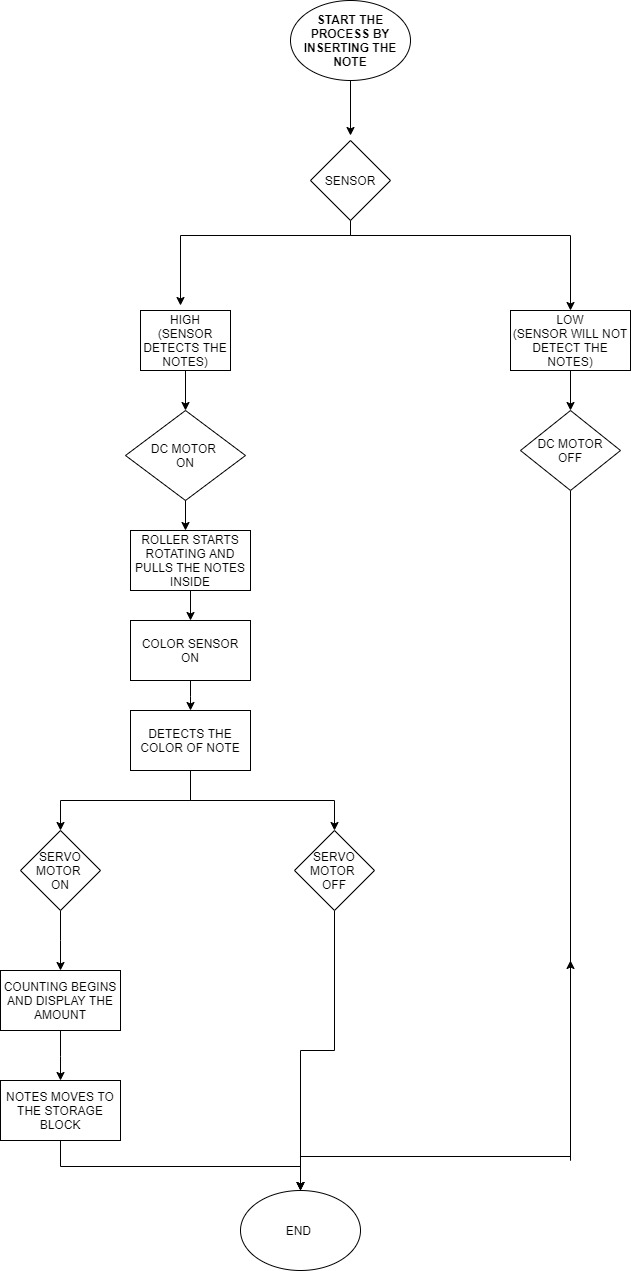 START THE
PROCESS BY
INSERTING THE
NOTE
SENSOR
HIGH
(SENSOR
DETECTS THE
NOTES)
LOW
(SENSOR WILL NOT
DETECT THE
NOTES)
DC MOTOR
ON
DC MOTOR
OFF
ROLLER STARTS
ROTATING AND
PULLS THE NOTES
INSIDE
COLOR SENSOR
ON
DETECTS THE
COLOR OF NOTE
SERVO
MOTOR
ON
SERVO
MOTOR
OFF
COUNTING BEGINS
AND DISPLAY THE
AMOUNT
NOTES MOVES TO
THE STORAGE
BLOCK
END